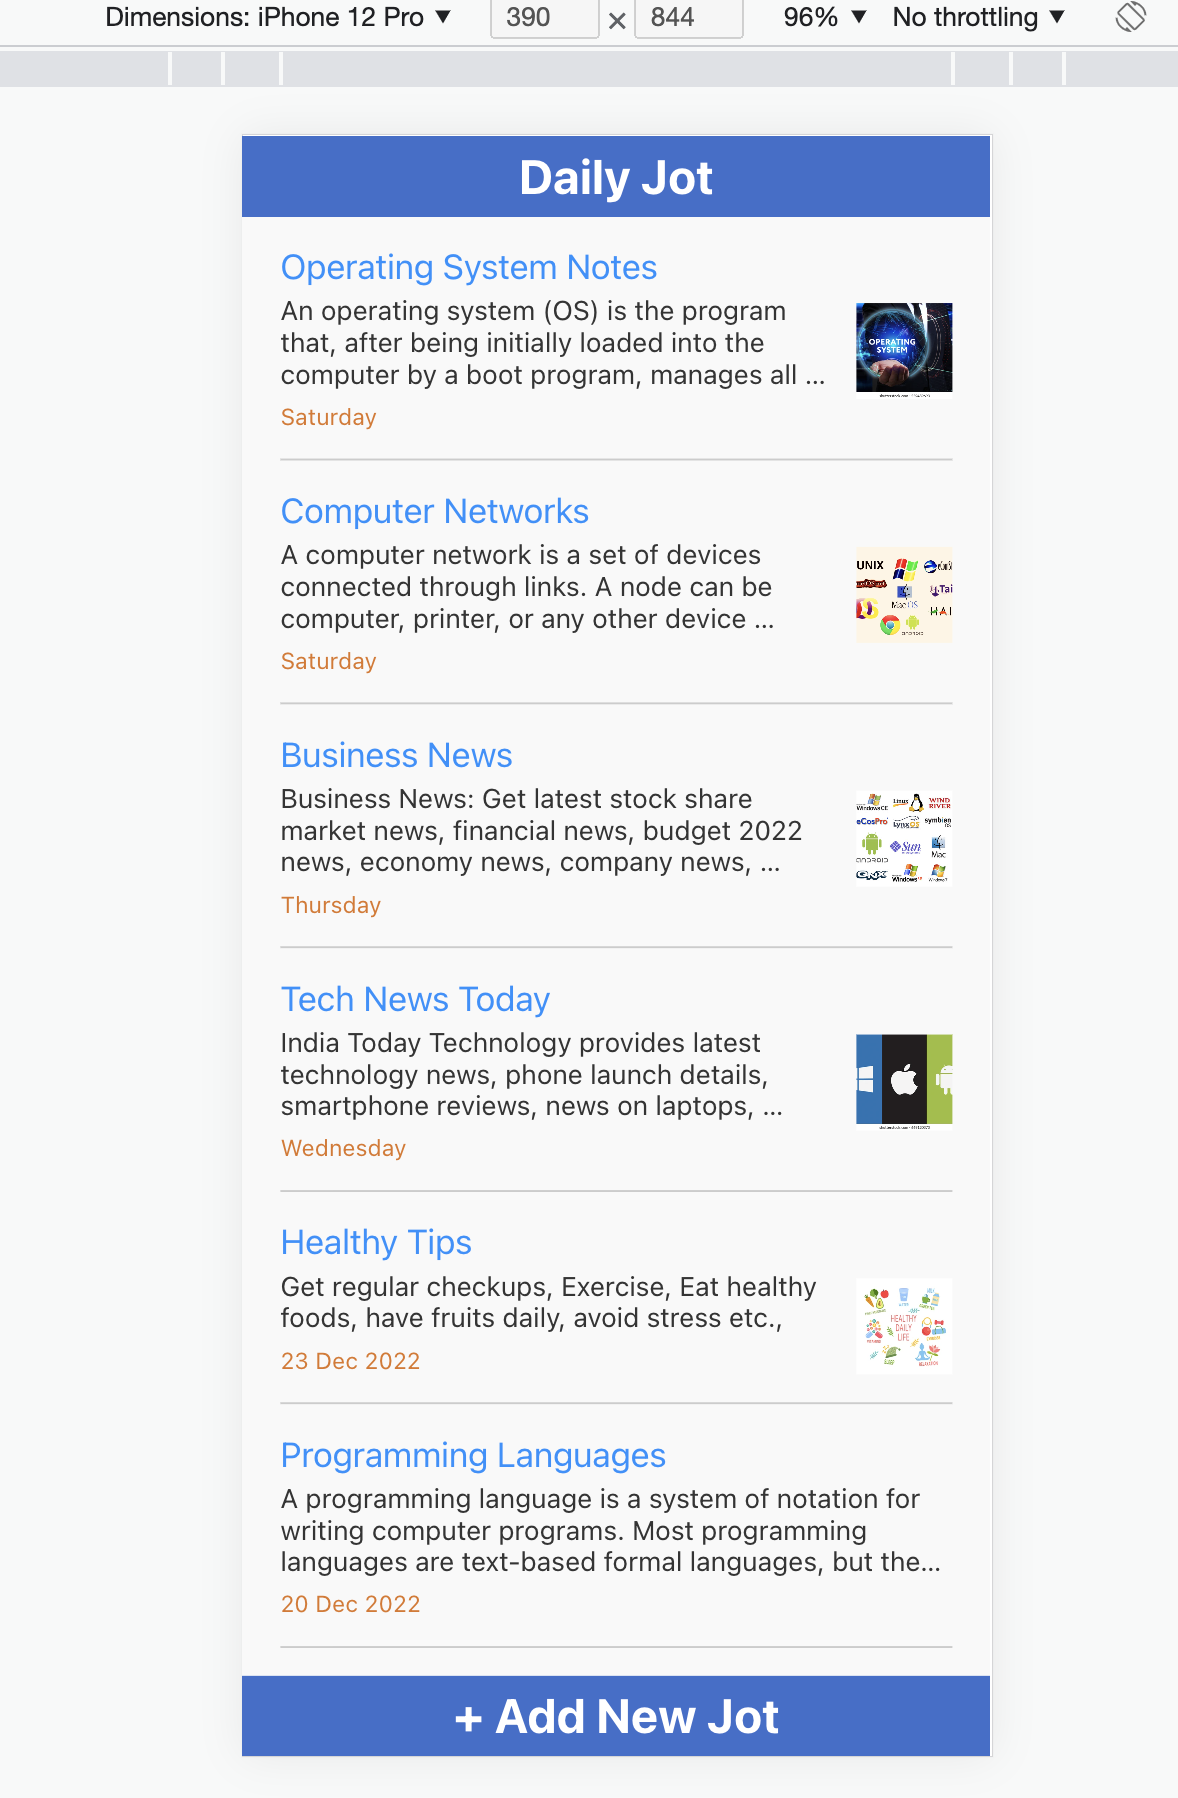 Dimensions: iPhone 12 Pro ▼ 390 × 844 96% ▼ No throttling ▼
Daily Jot
Operating System Notes
An operating system (OS) is the program
that, after being initially loaded into the
computer by a boot program, manages all ...
OPERATING
SYSTEM
Saturday
Computer Networks
A computer network is a set of devices
connected through links. A node can be
computer, printer, or any other device ...
UNIX
Mac OS
android
Saturday
Business News
Business News: Get latest stock share
market news, financial news, budget 2022
news, economy news, company news, ...
Windows CE Linux WIND
RIVER
eCosPro LynxOS symbian
OS
Sun Mac
ANDROID
QNX Windows
Thursday
Tech News Today
India Today Technology provides latest
technology news, phone launch details,
smartphone reviews, news on laptops, ...
Wednesday
Healthy Tips
Get regular checkups, Exercise, Eat healthy
foods, have fruits daily, avoid stress etc.,
HEALTHY
DAILY
LIFE
23 Dec 2022
Programming Languages
A programming language is a system of notation for
writing computer programs. Most programming
languages are text-based formal languages, but the...
20 Dec 2022
+ Add New Jot